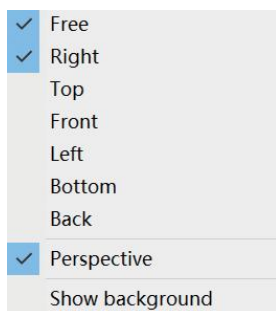 Free
Right
Top
Front
Left
Bottom
Back
Perspective
Show background